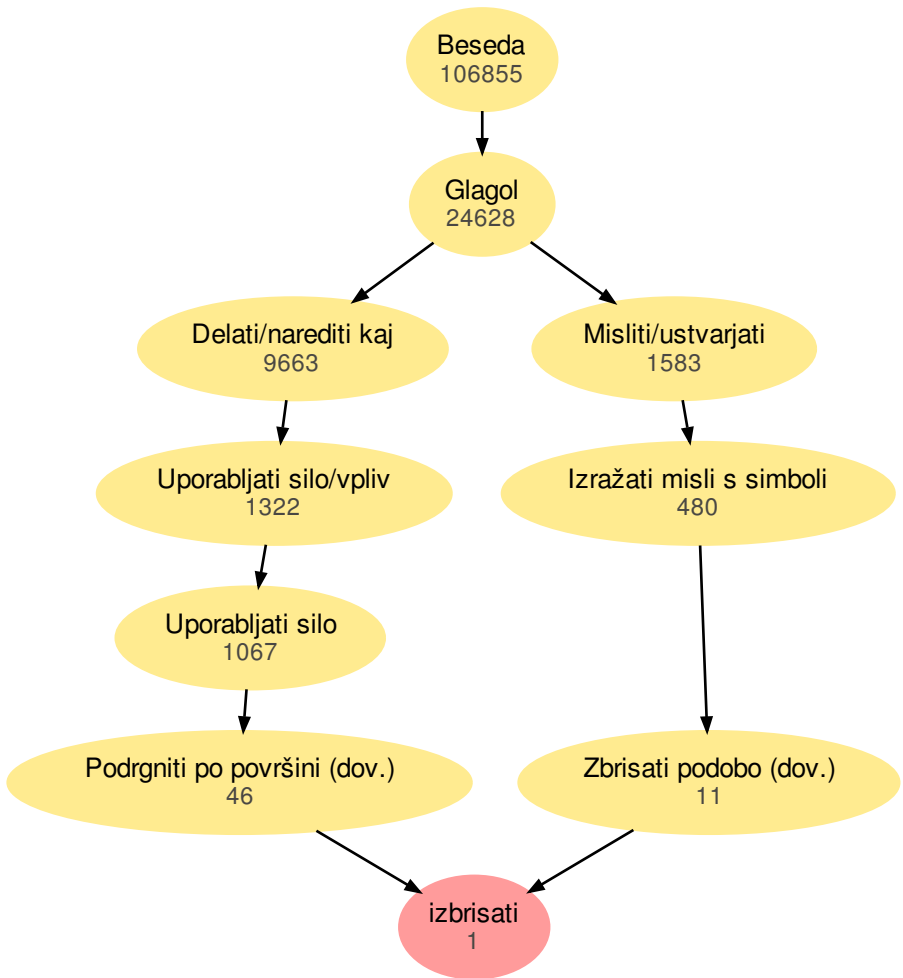 Beseda
106855
Glagol
24628
Delati/narediti kaj
9663
Misliti/ustvarjati
1583
Uporabljati silo/vpliv
1322
Izražati misli s simboli
480
Uporabljati silo
1067
Podrgniti po površini (dov.)
46
Zbrisati podobo (dov.)
11
izbrisati
1